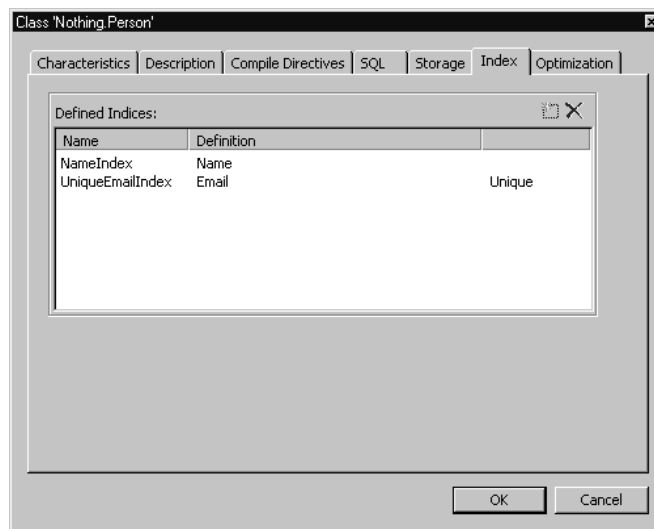 Class 'Nothing.Person'
Characteristics Description Compile Directives SQL Storage Index Optimization
Defined Indices:
Name Definition
NameIndex Name
UniqueEmailIndex Email Unique
OK Cancel